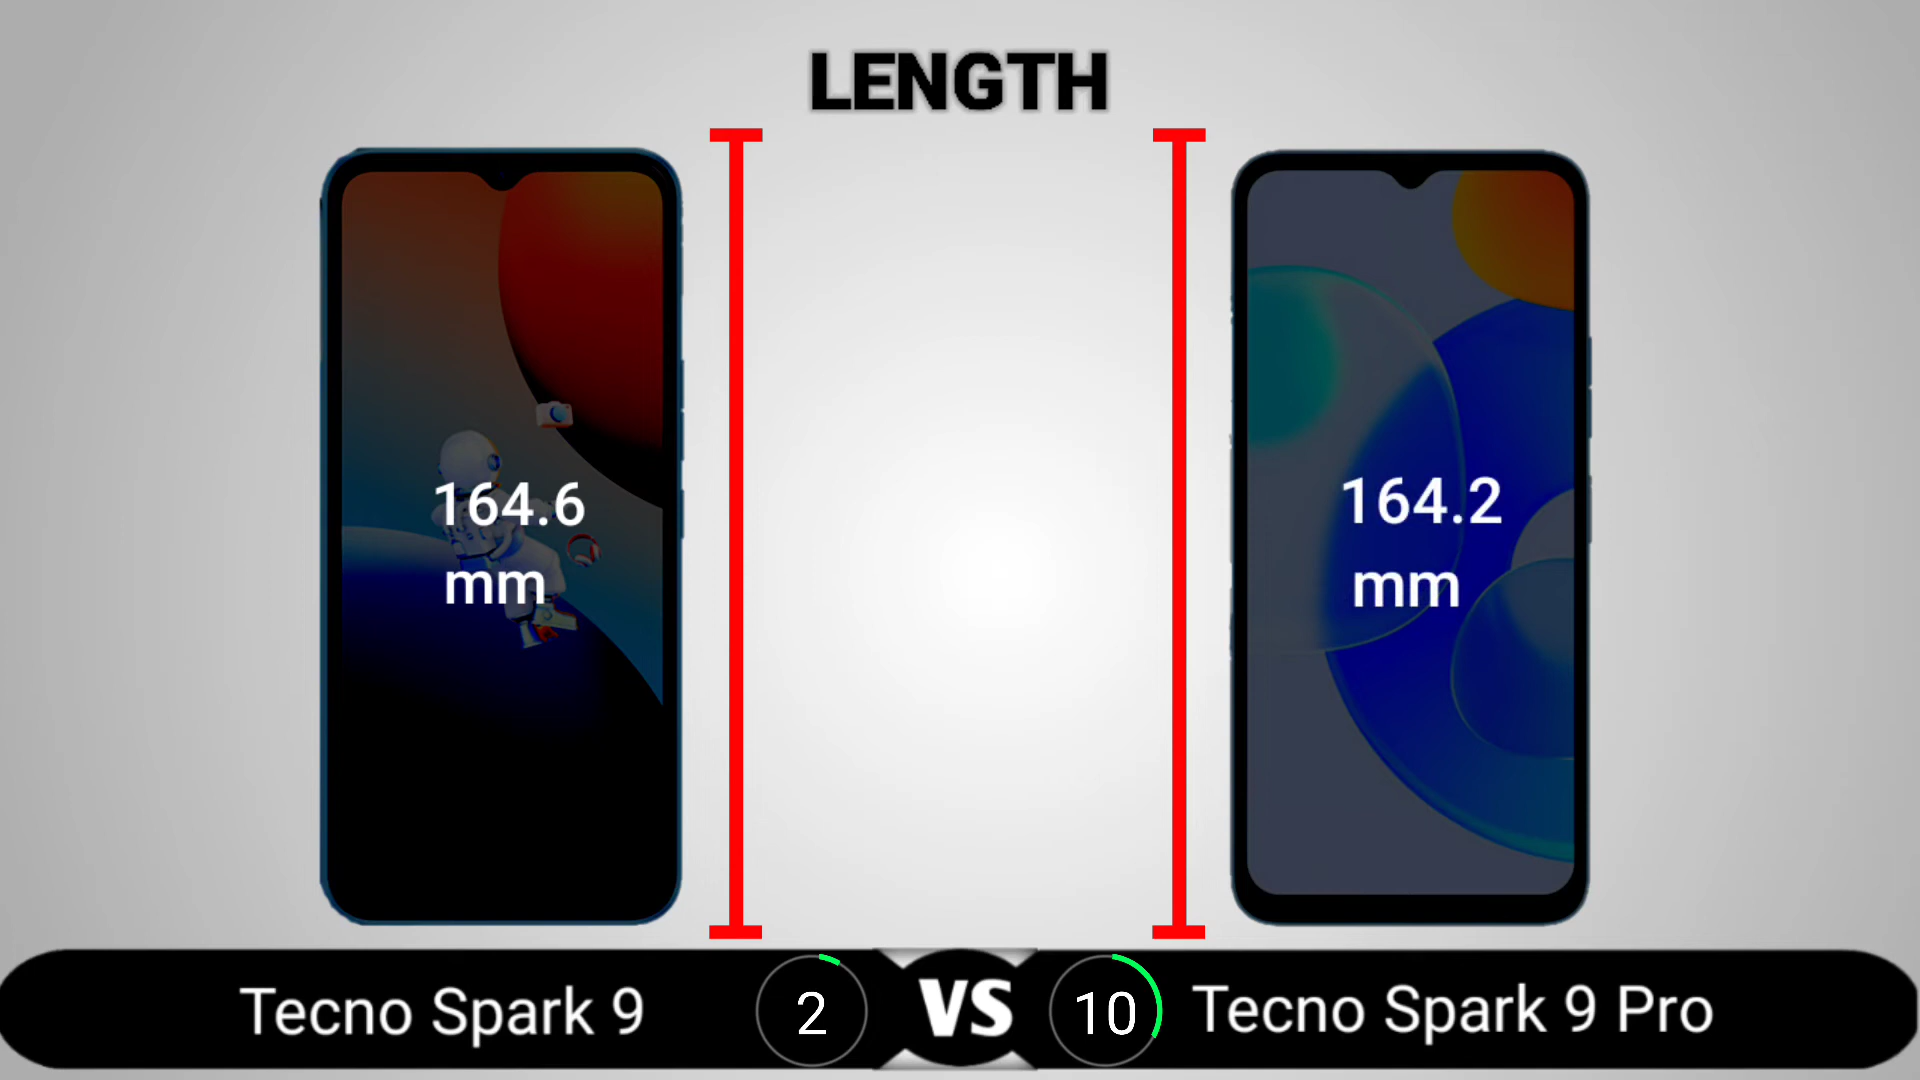 LENGTH
164.6
mm
164.2
mm
Tecno Spark 9
2
VS
10
Tecno Spark 9 Pro